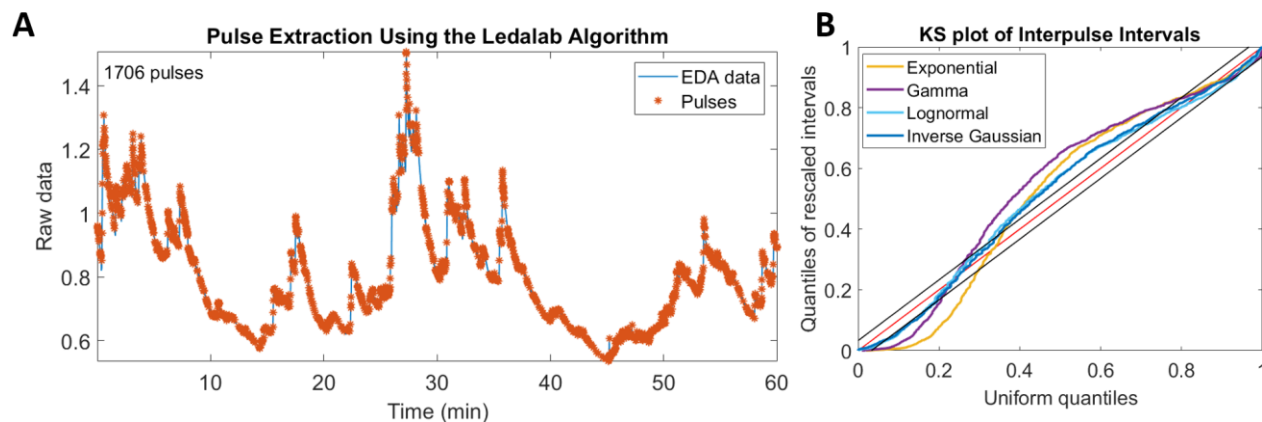 A
Pulse Extraction Using the Ledalab Algorithm
1706 pulses
EDA data
Pulses
Raw data
1.4
1.2
1
0.8
0.6
10
20
30
40
50
60
Time (min)
B
KS plot of Interpulse Intervals
Exponential
Gamma
Lognormal
Inverse Gaussian
Quantiles of rescaled intervals
1
0.8
0.6
0.4
0.2
0
0
0.2
0.4
0.6
0.8
1
Uniform quantiles